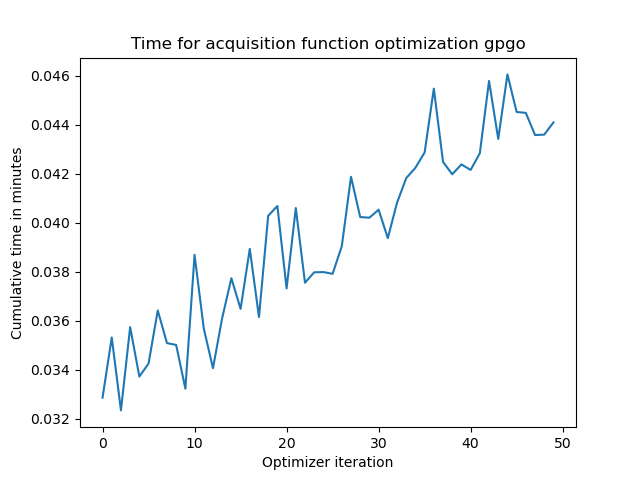 Time for acquisition function optimization gpgo
0.046
0.044
0.042
0.040
0.038
0.036
0.034
0.032
Cumulative time in minutes
0 10 20 30 40 50
Optimizer iteration